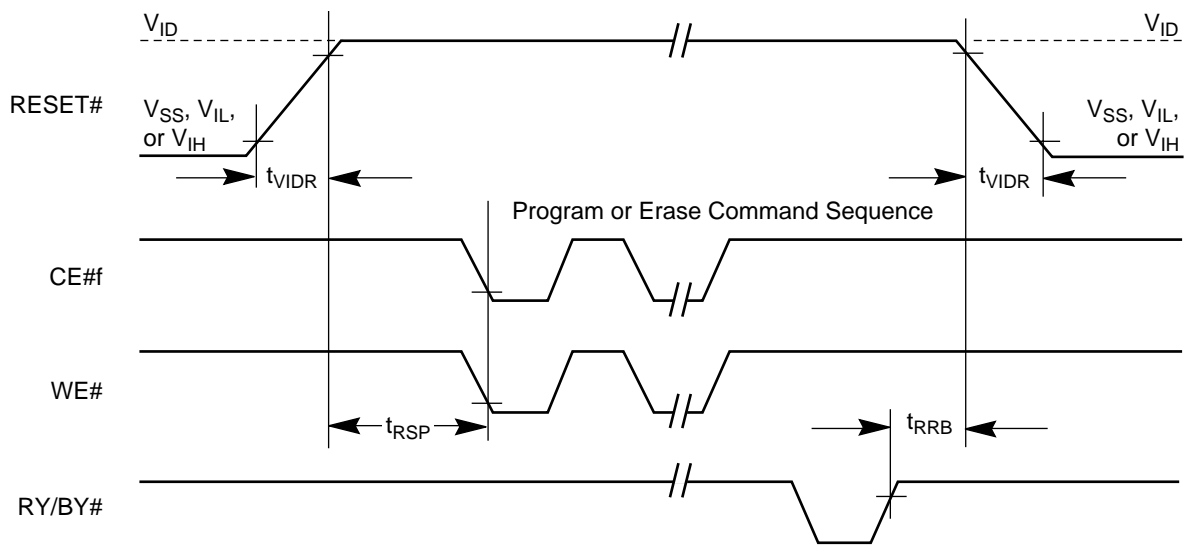 V_ID
V_ID
RESET#
V_SS, V_IL,
or V_IH
V_SS, V_IL,
or V_IH
t_VIDR
t_VIDR
Program or Erase Command Sequence
CE#f
WE#
t_RSP
t_RRB
RY/BY#